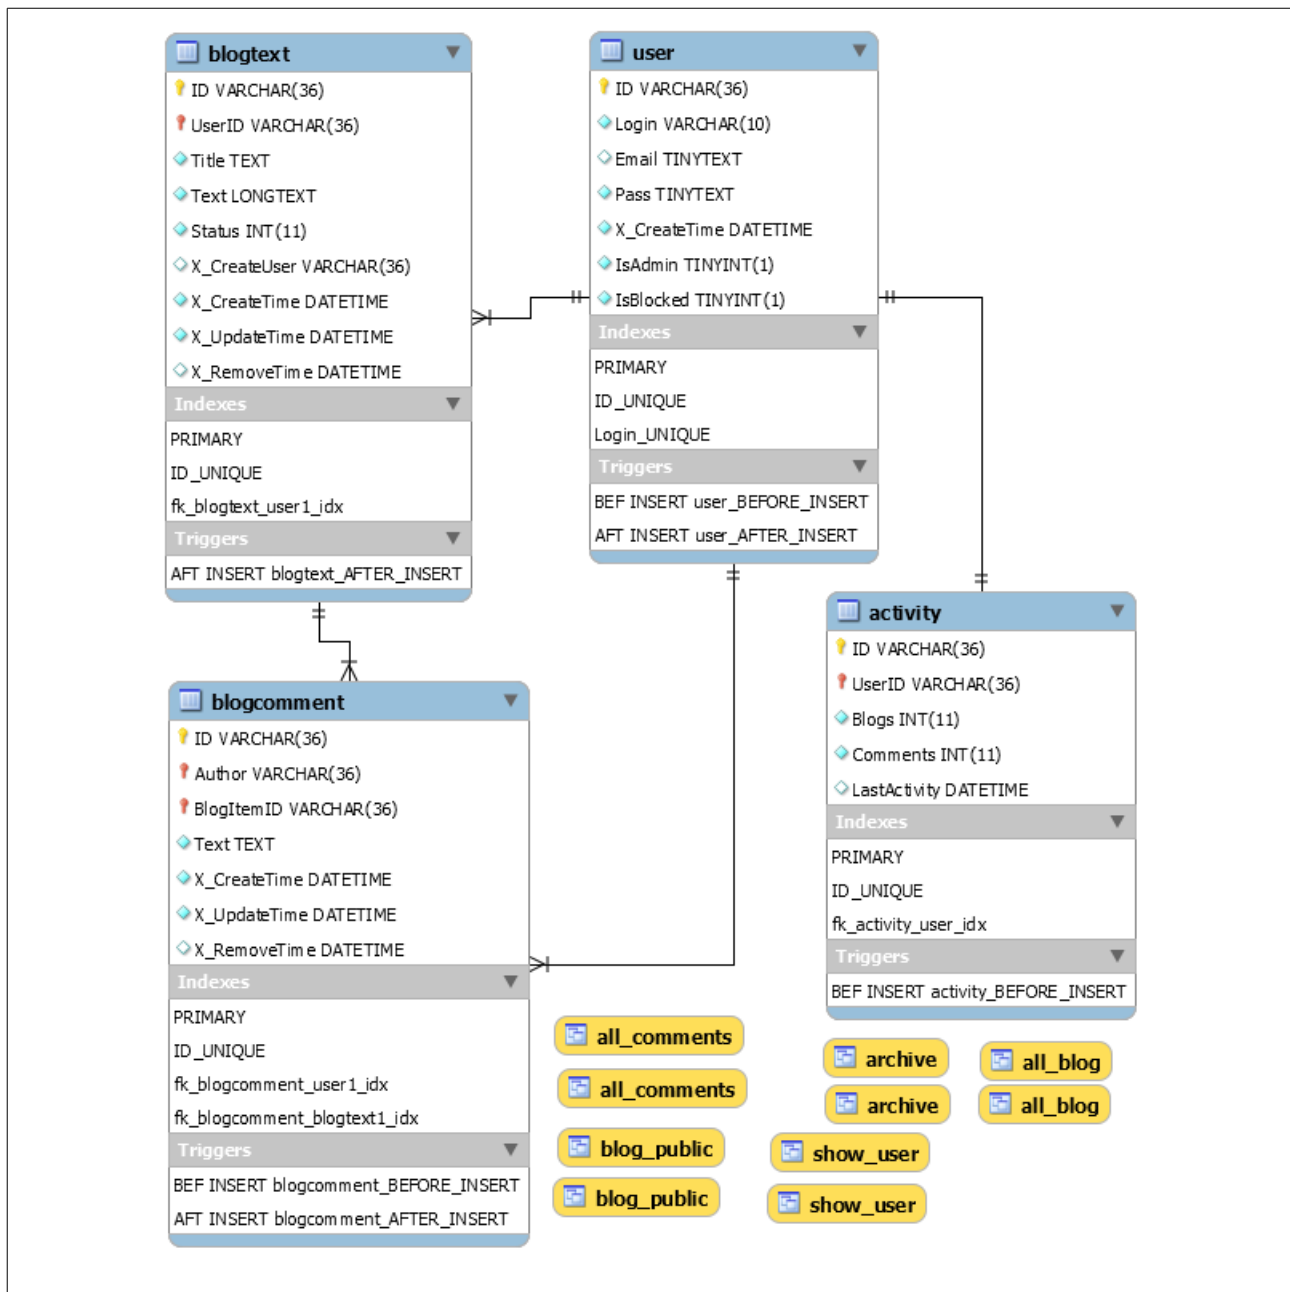 blogtext
ID VARCHAR(36)
UserID VARCHAR(36)
Title TEXT
Text LONGTEXT
Status INT(11)
X_CreateUser VARCHAR(36)
X_CreateTime DATETIME
X_UpdateTime DATETIME
X_RemoveTime DATETIME
Indexes
PRIMARY
ID_UNIQUE
fk_blogtext_user1_idx
Triggers
AFT INSERT blogtext_AFTER_INSERT
user
ID VARCHAR(36)
Login VARCHAR(10)
Email TINYTEXT
Pass TINYTEXT
X_CreateTime DATETIME
IsAdmin TINYINT(1)
IsBlocked TINYINT(1)
Indexes
PRIMARY
ID_UNIQUE
Login_UNIQUE
Triggers
BEF INSERT user_BEFORE_INSERT
AFT INSERT user_AFTER_INSERT
activity
ID VARCHAR(36)
UserID VARCHAR(36)
Blogs INT(11)
Comments INT(11)
LastActivity DATETIME
Indexes
PRIMARY
ID_UNIQUE
fk_activity_user_idx
Triggers
BEF INSERT activity_BEFORE_INSERT
blogcomment
ID VARCHAR(36)
Author VARCHAR(36)
BlogItemID VARCHAR(36)
Text TEXT
X_CreateTime DATETIME
X_UpdateTime DATETIME
X_RemoveTime DATETIME
Indexes
PRIMARY
ID_UNIQUE
fk_blogcomment_user1_idx
fk_blogcomment_blogtext1_idx
Triggers
BEF INSERT blogcomment_BEFORE_INSERT
AFT INSERT blogcomment_AFTER_INSERT
all_comments
all_comments
blog_public
blog_public
archive
archive
all_blog
all_blog
show_user
show_user